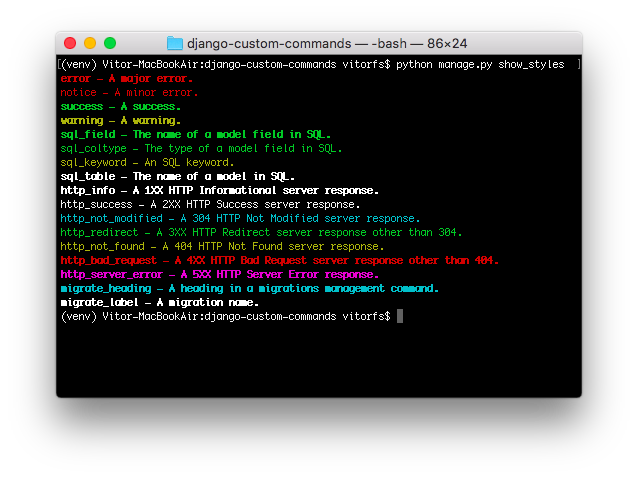 django-custom-commands — -bash — 86×24
[(venv) Vitor-MacBookAir:django-custom-commands vitorfs$ python manage.py show_styles ]
error - A major error.
notice - A minor error.
success - A success.
warning - A warning.
sql_field - The name of a model field in SQL.
sql_coltype - The type of a model field in SQL.
sql_keyword - An SQL keyword.
sql_table - The name of a model in SQL.
http_info - A 1XX HTTP Informational server response.
http_success - A 2XX HTTP Success server response.
http_not_modified - A 304 HTTP Not Modified server response.
http_redirect - A 3XX HTTP Redirect server response other than 304.
http_not_found - A 404 HTTP Not Found server response.
http_bad_request - A 4XX HTTP Bad Request server response other than 404.
http_server_error - A 5XX HTTP Server Error response.
migrate_heading - A heading in a migrations management command.
migrate_label - A migration name.
(venv) Vitor-MacBookAir:django-custom-commands vitorfs$